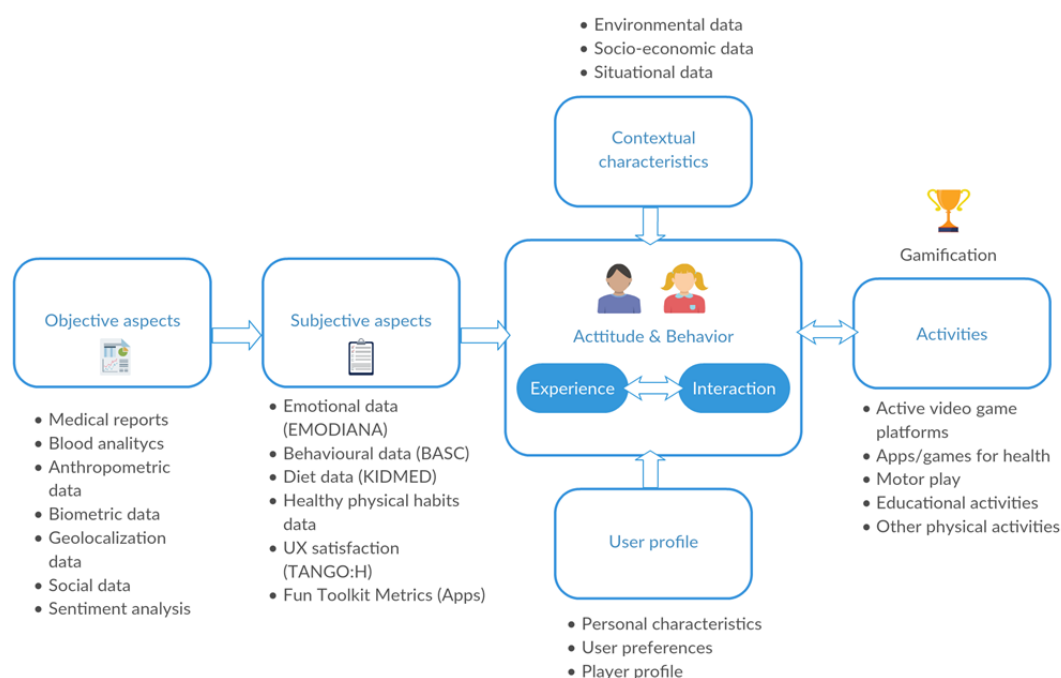 • Environmental data
• Socio-economic data
• Situational data
Contextual
characteristics
Gamification
Objective aspects
Subjective aspects
Acttitude & Behavior
Experience
Interaction
Activities
• Medical reports
• Blood analitycs
• Anthropometric
data
• Biometric data
• Geolocalization
data
• Social data
• Sentiment analysis
• Emotional data
(EMODIANA)
• Behavioural data (BASC)
• Diet data (KIDMED)
• Healthy physical habits
data
• UX satisfaction
(TANGO:H)
• Fun Toolkit Metrics (Apps)
User profile
• Personal characteristics
• User preferences
• Player profile
• Active video game
platforms
• Apps/games for health
• Motor play
• Educational activities
• Other physical activities